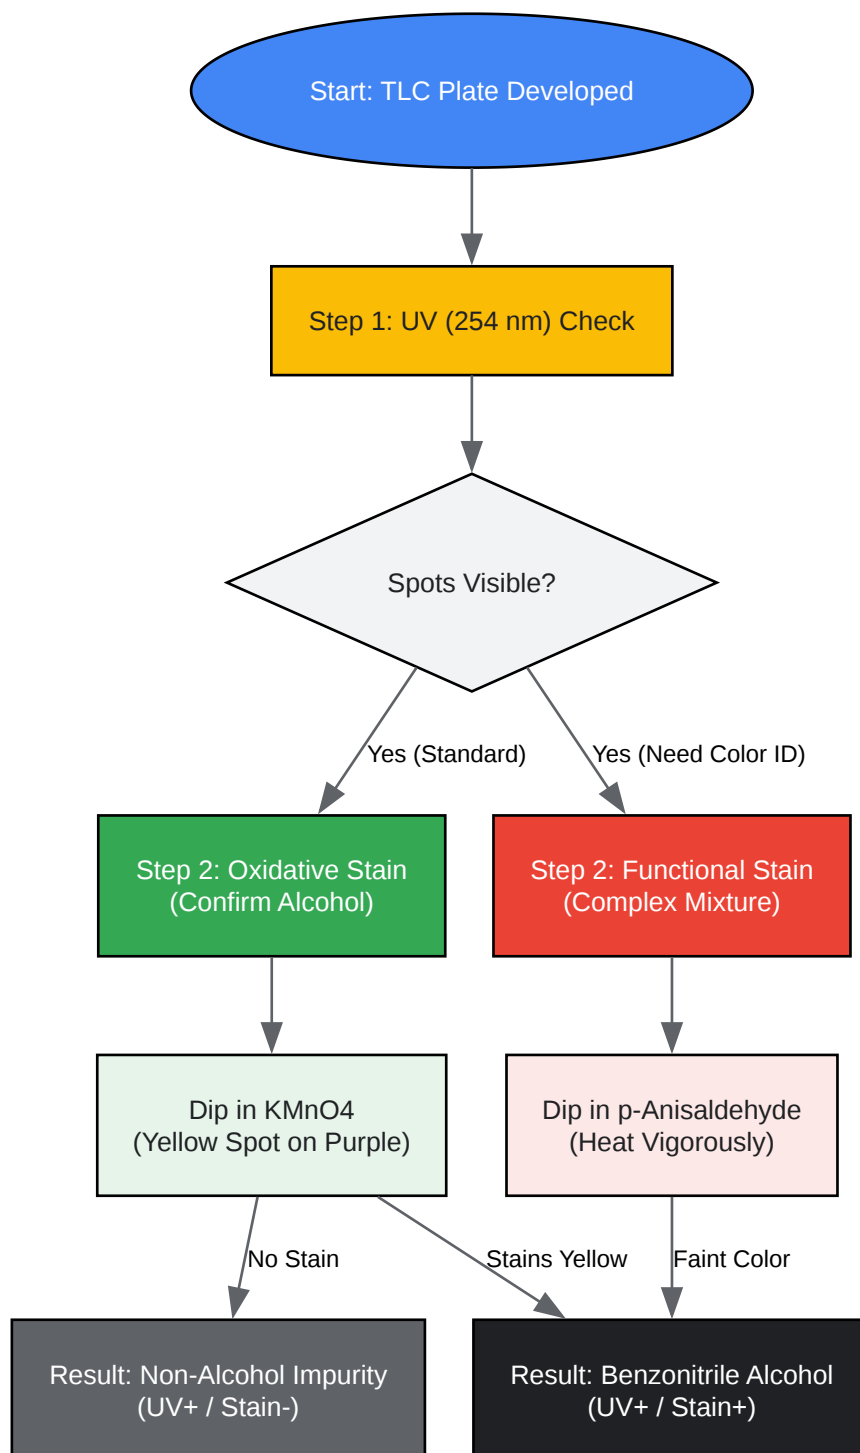 Start: TLC Plate Developed
Step 1: UV (254 nm) Check
Spots Visible?
Yes (Standard)
Yes (Need Color ID)
Step 2: Oxidative Stain
(Confirm Alcohol)
Step 2: Functional Stain
(Complex Mixture)
Dip in KMnO4
(Yellow Spot on Purple)
Dip in p-Anisaldehyde
(Heat Vigorously)
No Stain
Stains Yellow
Faint Color
Result: Non-Alcohol Impurity
(UV+ / Stain-)
Result: Benzonitrile Alcohol
(UV+ / Stain+)